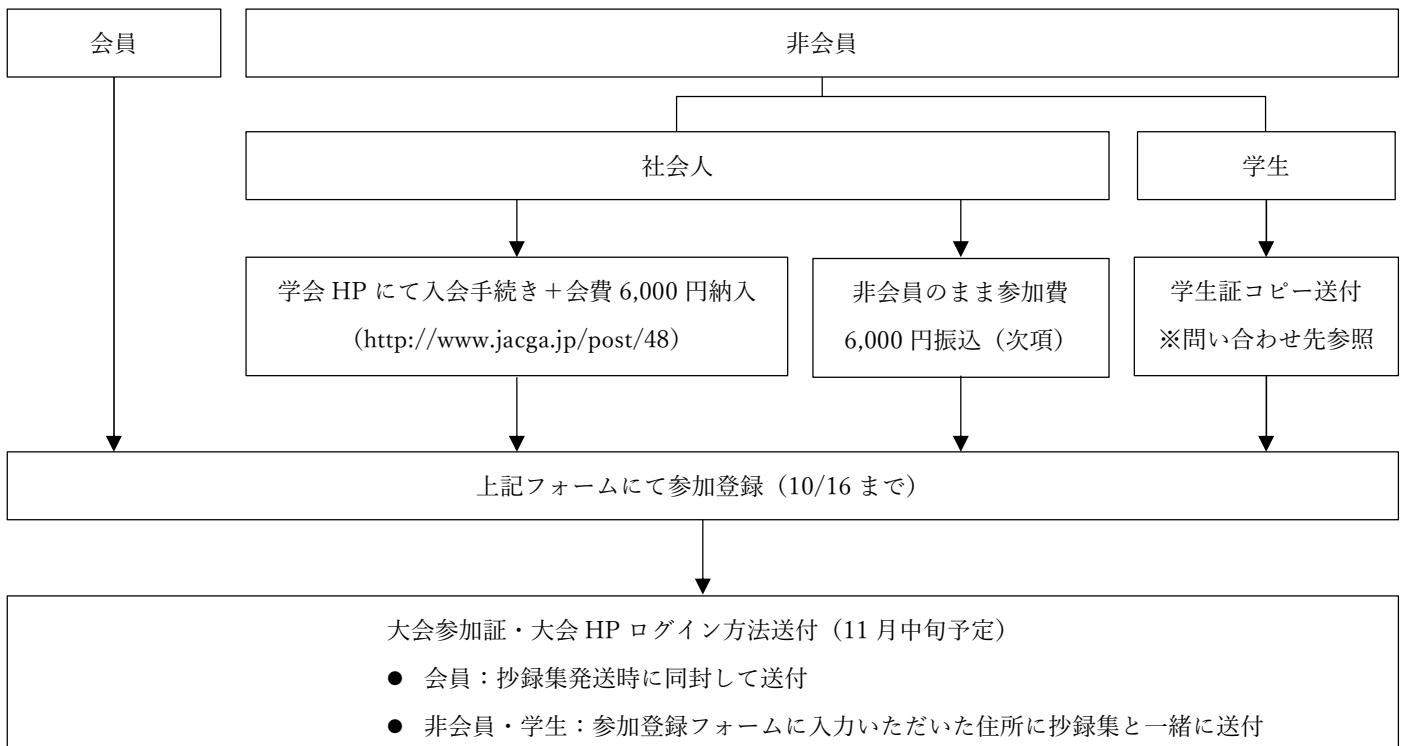 会員
非会員
社会人
学生
学会 HP にて入会手続き＋会費 6,000 円納入
（http://www.jacga.jp/post/48）
非会員のまま参加費
6,000 円振込（次項）
学生証コピー送付
※問い合わせ先参照
上記フォームにて参加登録（10/16 まで）
大会参加証・大会 HP ログイン方法送付（11 月中旬予定）
● 会員：抄録集発送時に同封して送付
● 非会員・学生：参加登録フォームに入力いただいた住所に抄録集と一緒に送付